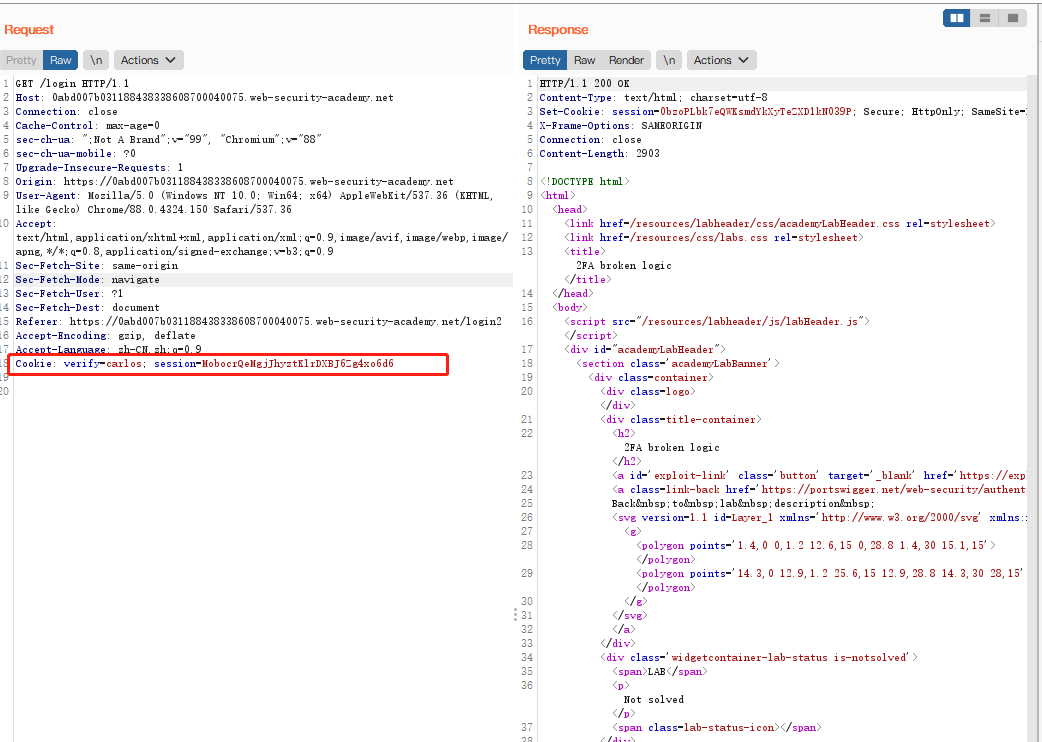 Request
Pretty Raw \n Actions
1 GET /login HTTP/1.1
2 Host: 0abd007b031188438338608700040075.web-security-academy.net
3 Connection: close
4 Cache-Control: max-age=0
5 sec-ch-ua: ";Not A Brand";v="99", "Chromium";v="88"
6 sec-ch-ua-mobile: ?0
7 Upgrade-Insecure-Requests: 1
8 Origin: https://0abd007b031188438338608700040075.web-security-academy.net
9 User-Agent: Mozilla/5.0 (Windows NT 10.0; Win64; x64) AppleWebKit/537.36 (KHTML,
like Gecko) Chrome/88.0.4324.150 Safari/537.36
10 Accept:
text/html,application/xhtml+xml,application/xml;q=0.9,image/avif,image/webp,image/
apng,*/*;q=0.8,application/signed-exchange;v=b3;q=0.9
11 Sec-Fetch-Site: same-origin
12 Sec-Fetch-Mode: navigate
13 Sec-Fetch-User: ?1
14 Sec-Fetch-Dest: document
15 Referer: https://0abd007b031188438338608700040075.web-security-academy.net/login2
16 Accept-Encoding: gzip, deflate
17 Accept-Language: zh-CN,zh;q=0.9
18 Cookie: verify=carlos; session=
19
20
Response
Pretty Raw Render \n Actions
1 HTTP/1.1 200 OK
2 Content-Type: text/html; charset=utf-8
3 Set-Cookie: session= Secure; HttpOnly; SameSite=
4 X-Frame-Options: SAMEORIGIN
5 Connection: close
6 Content-Length: 2903
7
8 <!DOCTYPE html>
9 <html>
10 <head>
11 <link href=/resources/labheader/css/academyLabHeader.css rel=stylesheet>
12 <link href=/resources/css/labs.css rel=stylesheet>
13 <title>
2FA broken logic
</title>
14 </head>
15 <body>
16 <script src="/resources/labheader/js/labHeader.js">
</script>
17 <div id="academyLabHeader">
18 <section class='academyLabBanner'>
19 <div class=container>
20 <div class=logo>
</div>
21 <div class=title-container>
22 <h2>
2FA broken logic
</h2>
23 <a id='exploit-link' class='button' target='_blank' href='https://exp
24 <a class=link-back href='https://portswigger.net/web-security/authent
25 Back&nbsp;to&nbsp;lab&nbsp;description&nbsp;
26 <svg version=1.1 id=Layer_1 xmlns='http://www.w3.org/2000/svg' xmlns:
27 <g>
28 <polygon points='1.4,0 0,1.2 12.6,15 0,28.8 1.4,30 15.1,15'>
</polygon>
29 <polygon points='14.3,0 12.9,1.2 25.6,15 12.9,28.8 14.3,30 28,15'
</polygon>
30 </g>
31 </svg>
32 </a>
33 </div>
34 <div class='widgetcontainer-lab-status is-notsolved'>
35 <span>LAB</span>
36 <p>
Not solved
</p>
37 <span class=lab-status-icon></span>
38 </div>